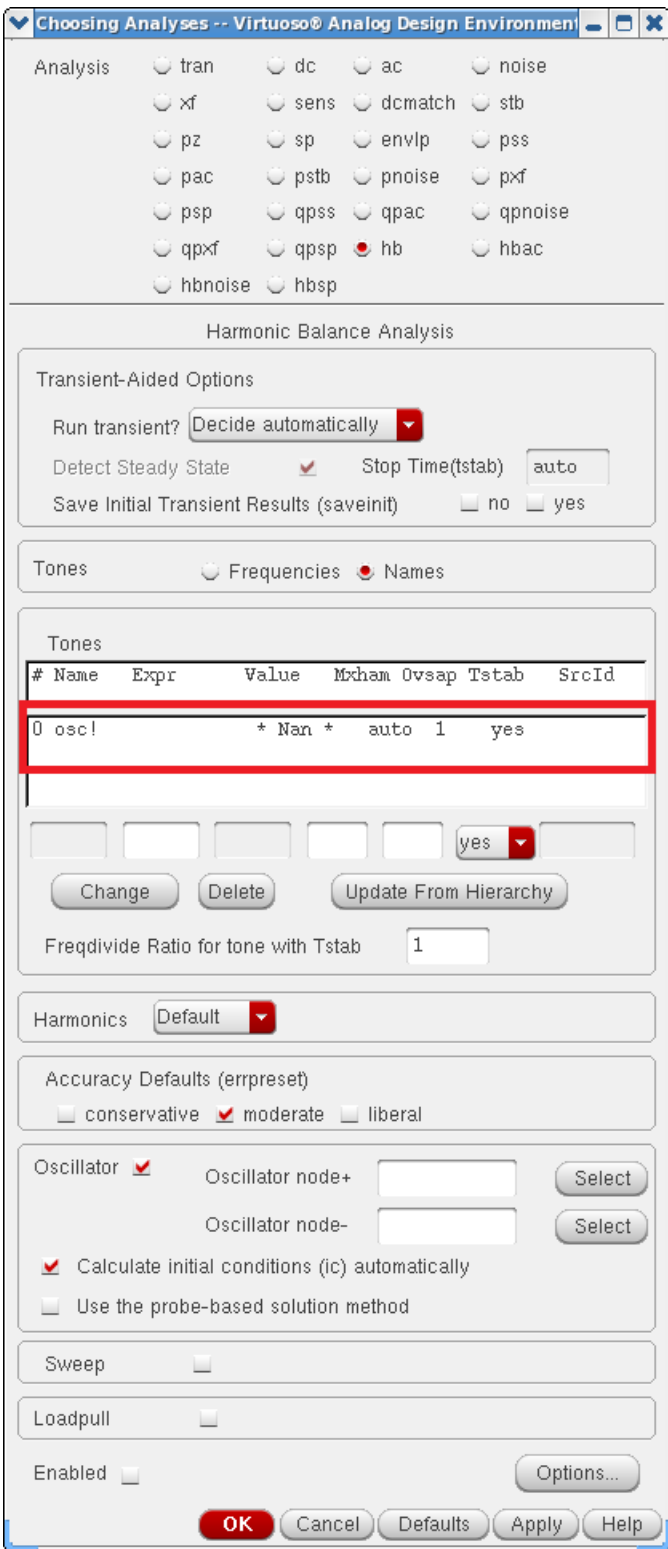 Choosing Analyses -- Virtuoso® Analog Design Environment
Analysis tran dc ac noise
xf sens dcmatch stb
pz sp envlp pss
pac pstb pnoise pxf
psp qpss qpac qpnoise
qpxf qpsp hb hbac
hbnoise hbsp
Harmonic Balance Analysis
Transient-Aided Options
Run transient? Decide automatically
Detect Steady State Stop Time(tstab) auto
Save Initial Transient Results (saveinit) no yes
Tones Frequencies Names
Tones
# Name Expr Value Mxham Ovsap Tstab SrcId
0 osc! * Nan * auto 1 yes
yes
Change Delete Update From Hierarchy
Freqdivide Ratio for tone with Tstab 1
Harmonics Default
Accuracy Defaults (errpreset)
conservative moderate liberal
Oscillator Oscillator node+ Select
Oscillator node- Select
Calculate initial conditions (ic) automatically
Use the probe-based solution method
Sweep
Loadpull
Enabled Options...
OK Cancel Defaults Apply Help